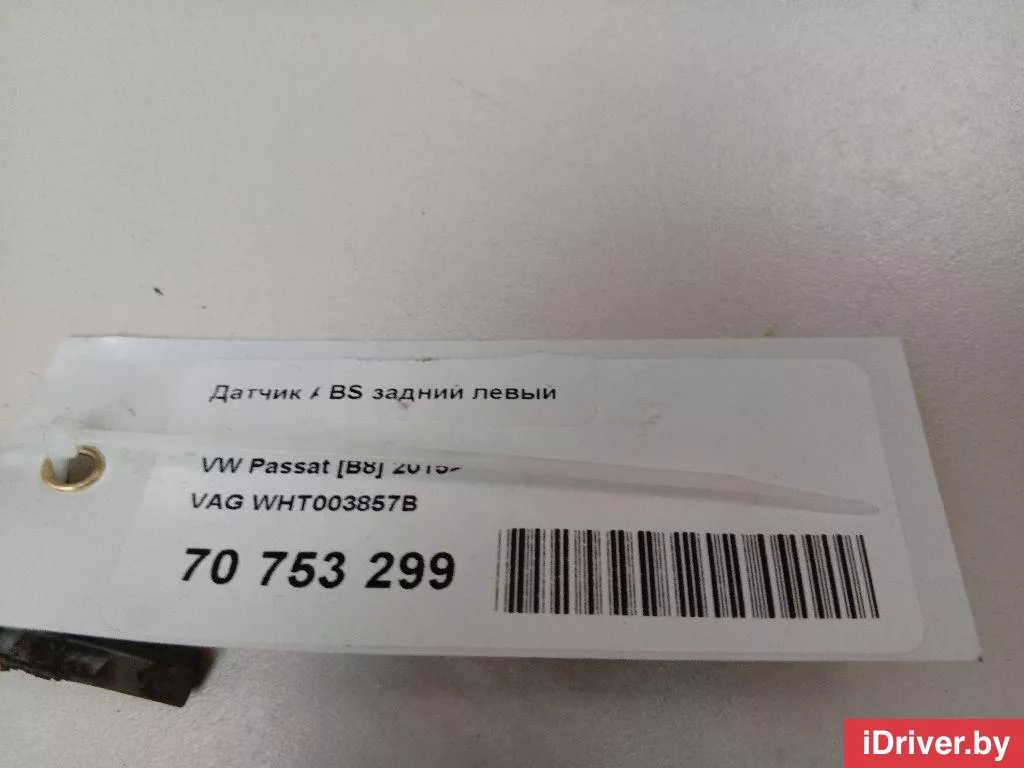 Датчик ABS задний левый
VW Passat [B8] 2015>
VAG WHT003857B
70 753 299
iDriver.by